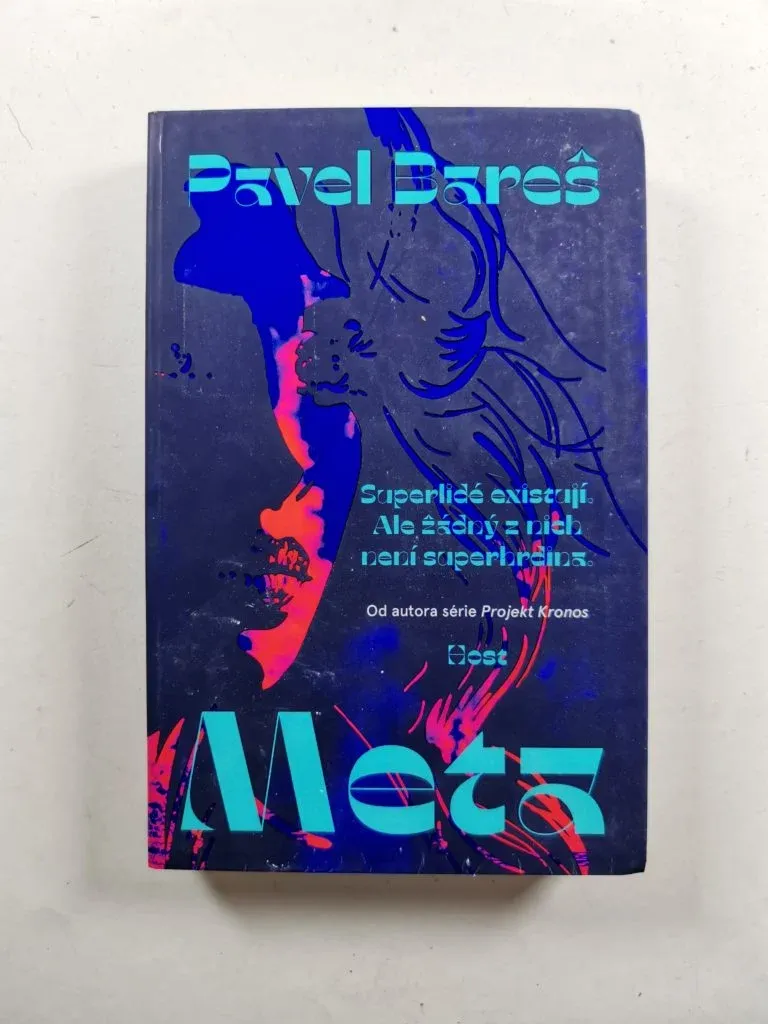 Pavel Bareš
Superlidé existují.
Ale žádný z nich
není superhrdina.
Od autora série Projekt Kronos
Host
Meta